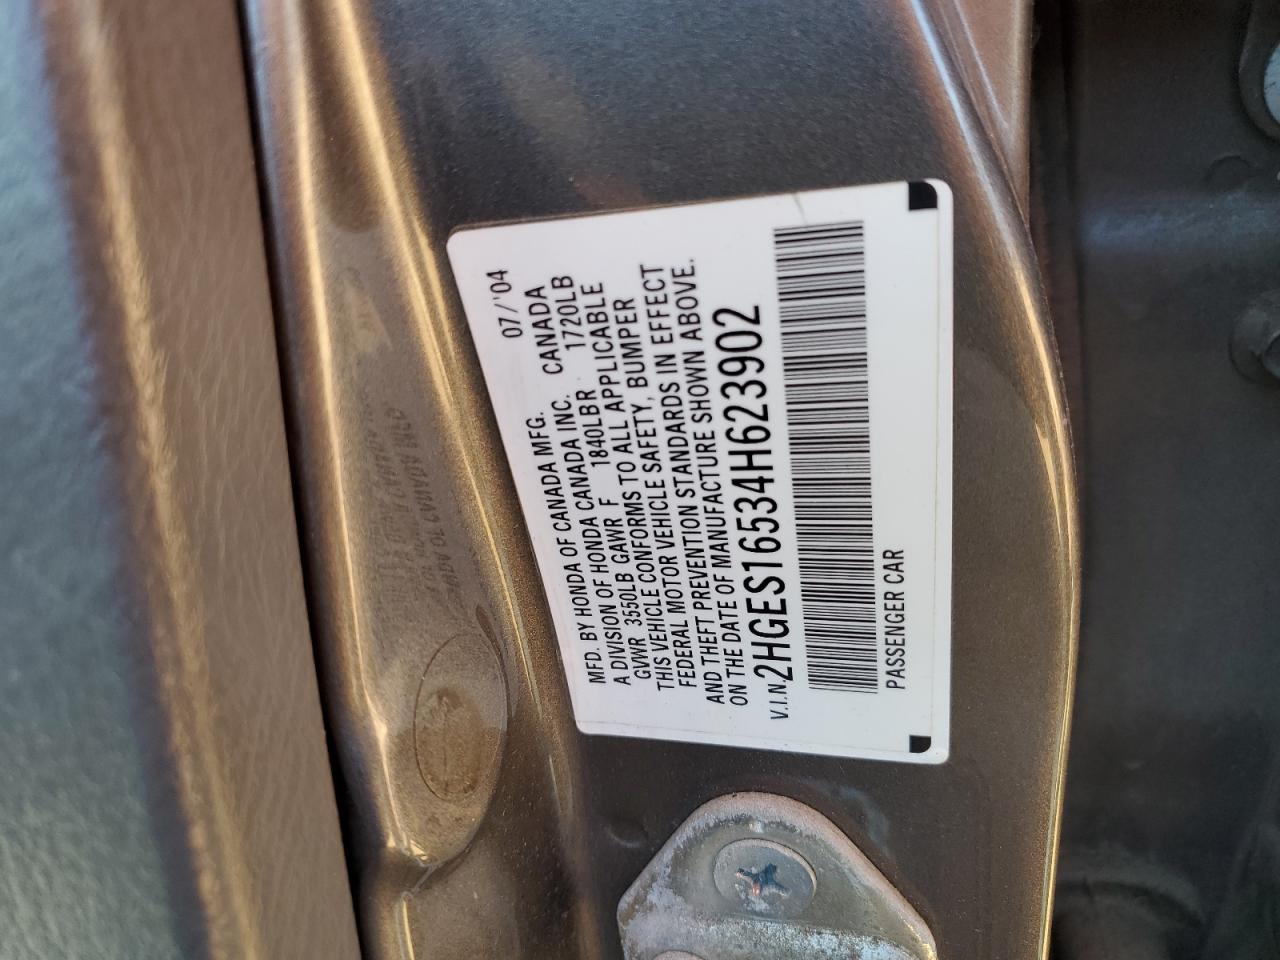 07/'04
MFD. BY HONDA OF CANADA MFG.
A DIVISION OF HONDA CANADA INC. CANADA
GVWR 3550LB GAWR F 1840LBR 1720LB
THIS VEHICLE CONFORMS TO ALL APPLICABLE
FEDERAL MOTOR VEHICLE SAFETY, BUMPER
AND THEFT PREVENTION STANDARDS IN EFFECT
ON THE DATE OF MANUFACTURE SHOWN ABOVE.
V.I.N. 2HGES16534H623902
PASSENGER CAR